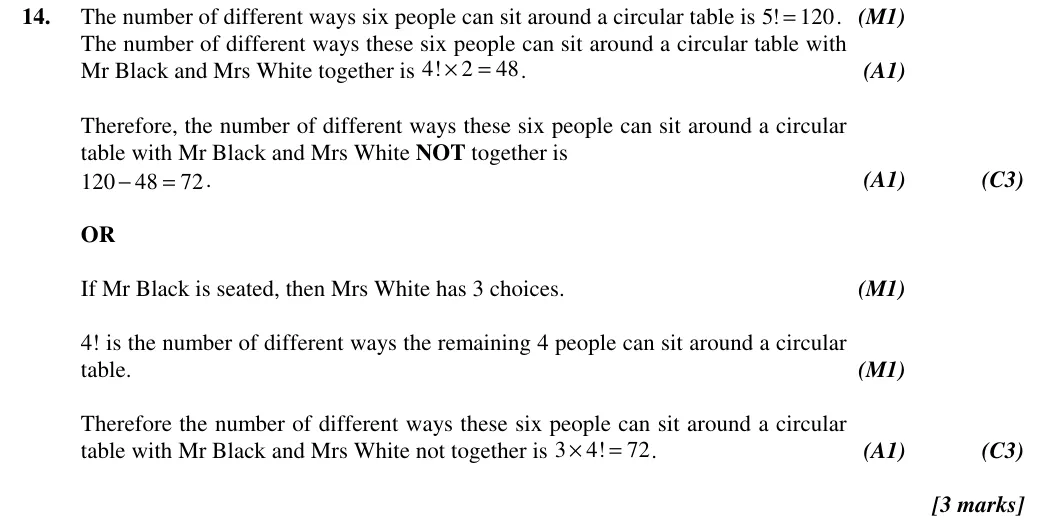 14. The number of different ways six people can sit around a circular table is 5! = 120. (M1)
The number of different ways these six people can sit around a circular table with
Mr Black and Mrs White together is 4! × 2 = 48. (A1)
Therefore, the number of different ways these six people can sit around a circular
table with Mr Black and Mrs White NOT together is
120 − 48 = 72. (A1) (C3)
OR
If Mr Black is seated, then Mrs White has 3 choices. (M1)
4! is the number of different ways the remaining 4 people can sit around a circular
table. (M1)
Therefore the number of different ways these six people can sit around a circular
table with Mr Black and Mrs White not together is 3 × 4! = 72. (A1) (C3)
[3 marks]